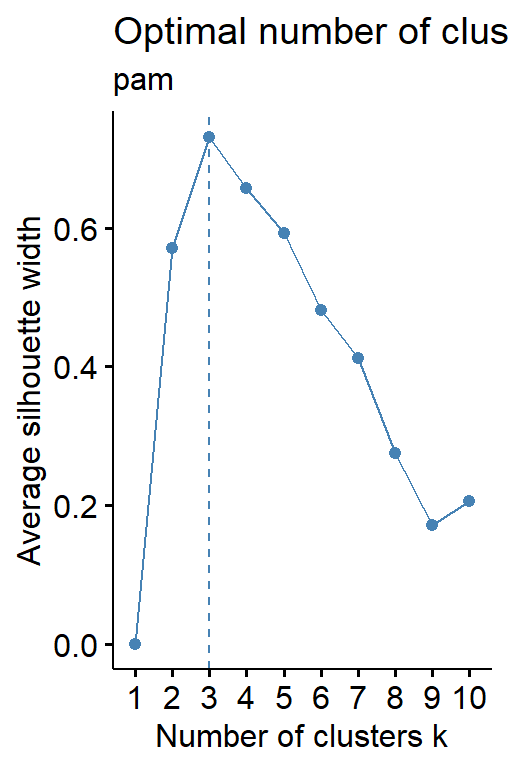 Optimal number of clus
pam
Average silhouette width
0.6
0.4
0.2
0.0
1 2 3 4 5 6 7 8 9 10
Number of clusters k